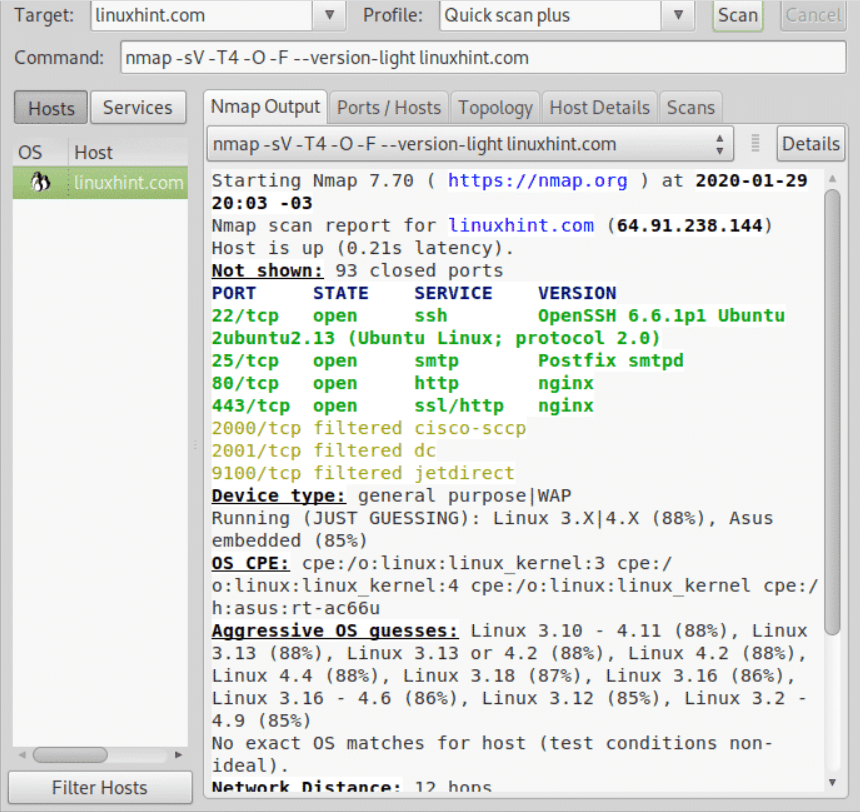 Target: linuxhint.com Profile: Quick scan plus Scan Cancel
Command: nmap -sV -T4 -O -F --version-light linuxhint.com
Hosts Services
OS Host
linuxhint.com
Filter Hosts
Nmap Output Ports / Hosts Topology Host Details Scans
nmap -sV -T4 -O -F --version-light linuxhint.com Details
Starting Nmap 7.70 ( https://nmap.org ) at 2020-01-29
20:03 -03
Nmap scan report for linuxhint.com (64.91.238.144)
Host is up (0.21s latency).
Not shown: 93 closed ports
PORT STATE SERVICE VERSION
22/tcp open ssh OpenSSH 6.6.1p1 Ubuntu
2ubuntu2.13 (Ubuntu Linux; protocol 2.0)
25/tcp open smtp Postfix smtpd
80/tcp open http nginx
443/tcp open ssl/http nginx
2000/tcp filtered cisco-sccp
2001/tcp filtered dc
9100/tcp filtered jetdirect
Device type: general purpose|WAP
Running (JUST GUESSING): Linux 3.X|4.X (88%), Asus
embedded (85%)
OS CPE: cpe:/o:linux:linux_kernel:3 cpe:/
o:linux:linux_kernel:4 cpe:/o:linux:linux_kernel cpe:/
h:asus:rt-ac66u
Aggressive OS guesses: Linux 3.10 - 4.11 (88%), Linux
3.13 (88%), Linux 3.13 or 4.2 (88%), Linux 4.2 (88%),
Linux 4.4 (88%), Linux 3.18 (87%), Linux 3.16 (86%),
Linux 3.16 - 4.6 (86%), Linux 3.12 (85%), Linux 3.2 -
4.9 (85%)
No exact OS matches for host (test conditions non-
ideal).
Network Distance: 12 hops